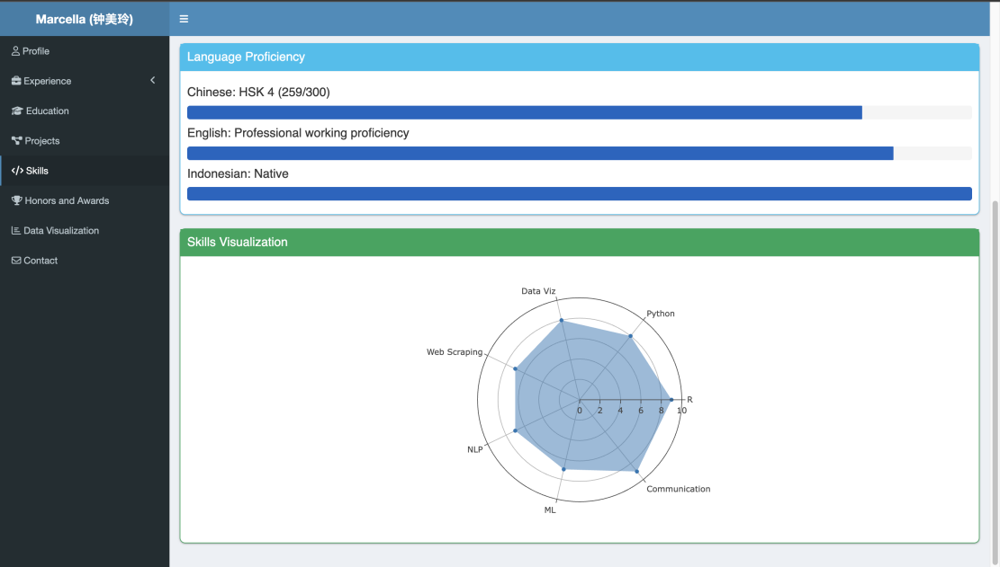 Marcella (钟美玲)
Profile
Experience
Education
Projects
Skills
Honors and Awards
Data Visualization
Contact
Language Proficiency
Chinese: HSK 4 (259/300)
English: Professional working proficiency
Indonesian: Native
Skills Visualization
Data Viz
Python
Web Scraping
R
0 2 4 6 8 10
NLP
Communication
ML